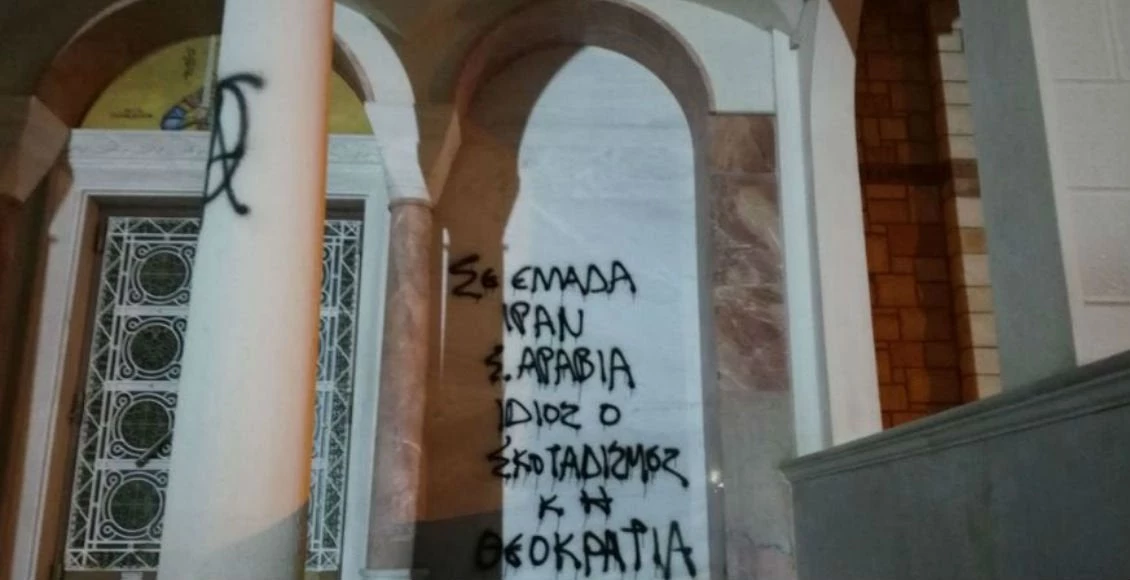 Σε ΕΛΛΑΔΑ
ΙΡΑΝ
Σ. ΑΡΑΒΙΑ
ΙΔΙΟΣ Ο
ΣΚΟΤΑΔΙΣΜΟΣ
Κ Η
ΘΕΟΚΡΑΤΙΑ